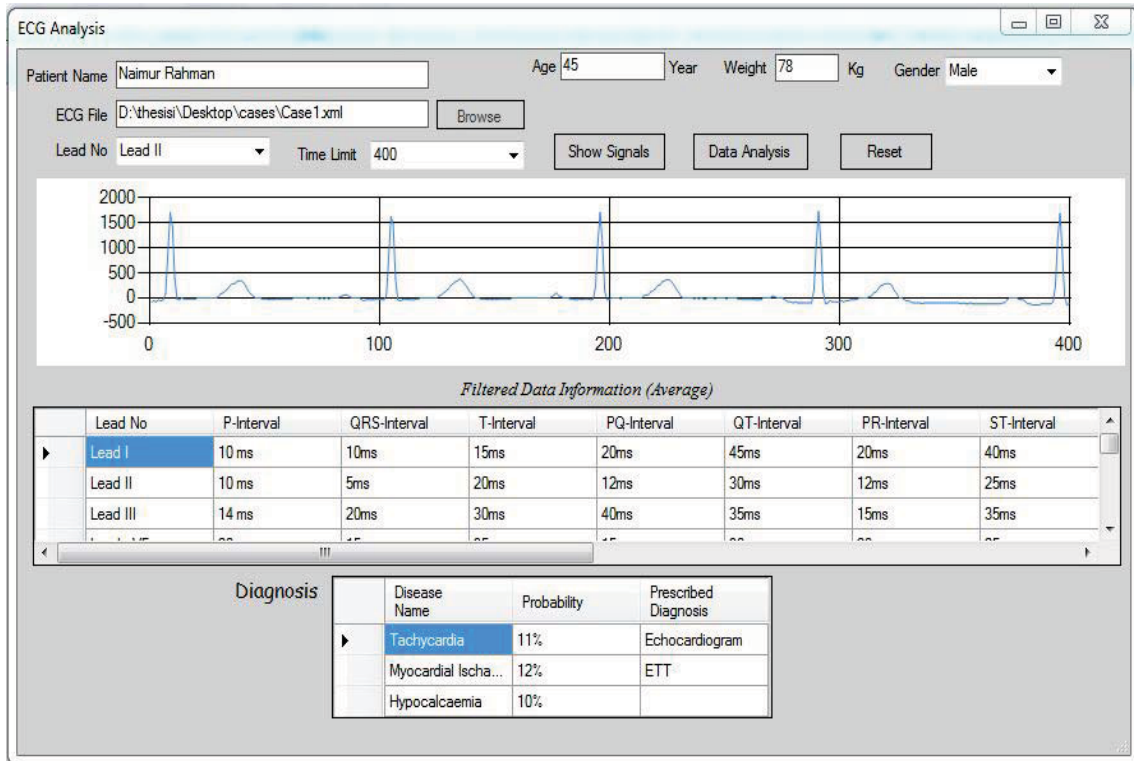 ECG Analysis
Patient Name Naimur Rahman Age 45 Year Weight 78 Kg Gender Male
ECG File D:\thesisi\Desktop\cases\Case1.xml Browse
Lead No Lead II Time Limit 400 Show Signals Data Analysis Reset
2000
1500
1000
500
0
-500
0 100 200 300 400
Filtered Data Information (Average)
Lead No P-Interval QRS-Interval T-Interval PQ-Interval QT-Interval PR-Interval ST-Interval
Lead I 10 ms 10ms 15ms 20ms 45ms 20ms 40ms
Lead II 10 ms 5ms 20ms 12ms 30ms 12ms 25ms
Lead III 14 ms 20ms 30ms 40ms 35ms 15ms 35ms
Diagnosis
Disease Name Probability Prescribed Diagnosis
Tachycardia 11% Echocardiogram
Myocardial Ischa... 12% ETT
Hypocalcaemia 10%